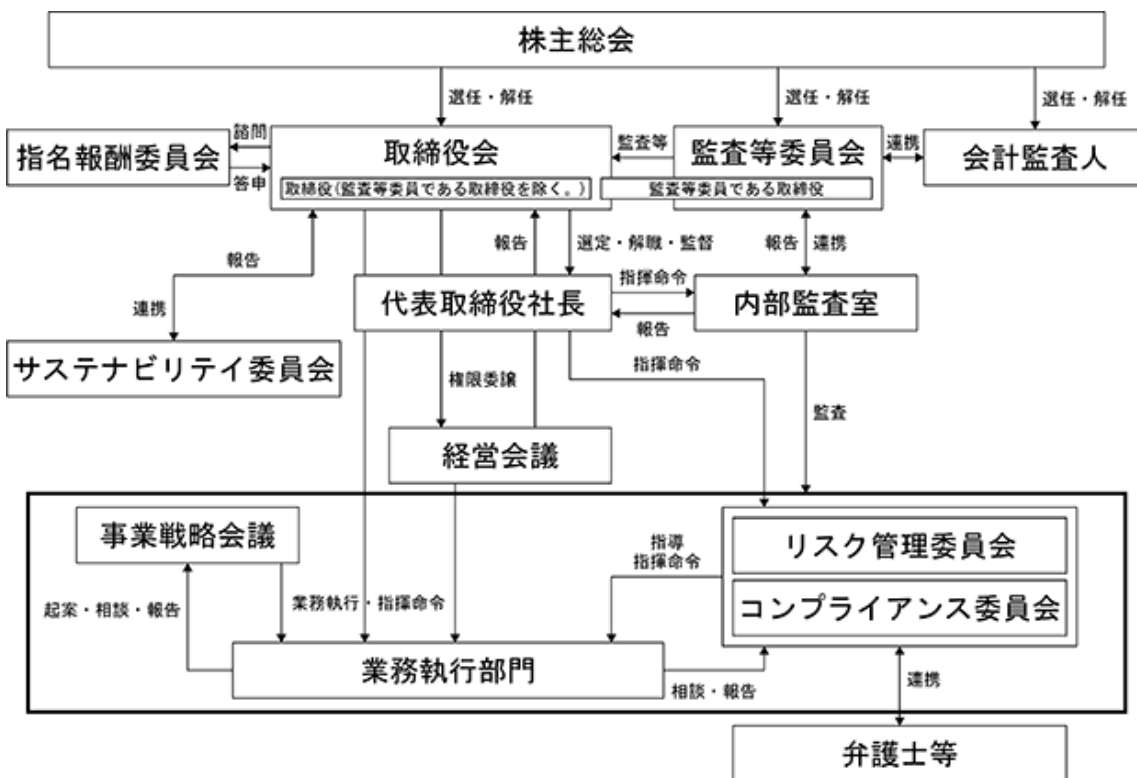 株主総会
選任・解任
選任・解任
選任・解任
指名報酬委員会
諮問
答申
取締役会
取締役(監査等委員である取締役を除く。)
監査等
監査等委員会
監査等委員である取締役
連携
会計監査人
報告
連携
報告
選定・解職・監督
報告
連携
代表取締役社長
指揮命令
報告
内部監査室
サステナビリテイ委員会
権限委譲
指揮命令
監査
経営会議
事業戦略会議
起案・相談・報告
業務執行・指揮命令
指導
指揮命令
リスク管理委員会
コンプライアンス委員会
業務執行部門
相談・報告
連携
弁護士等